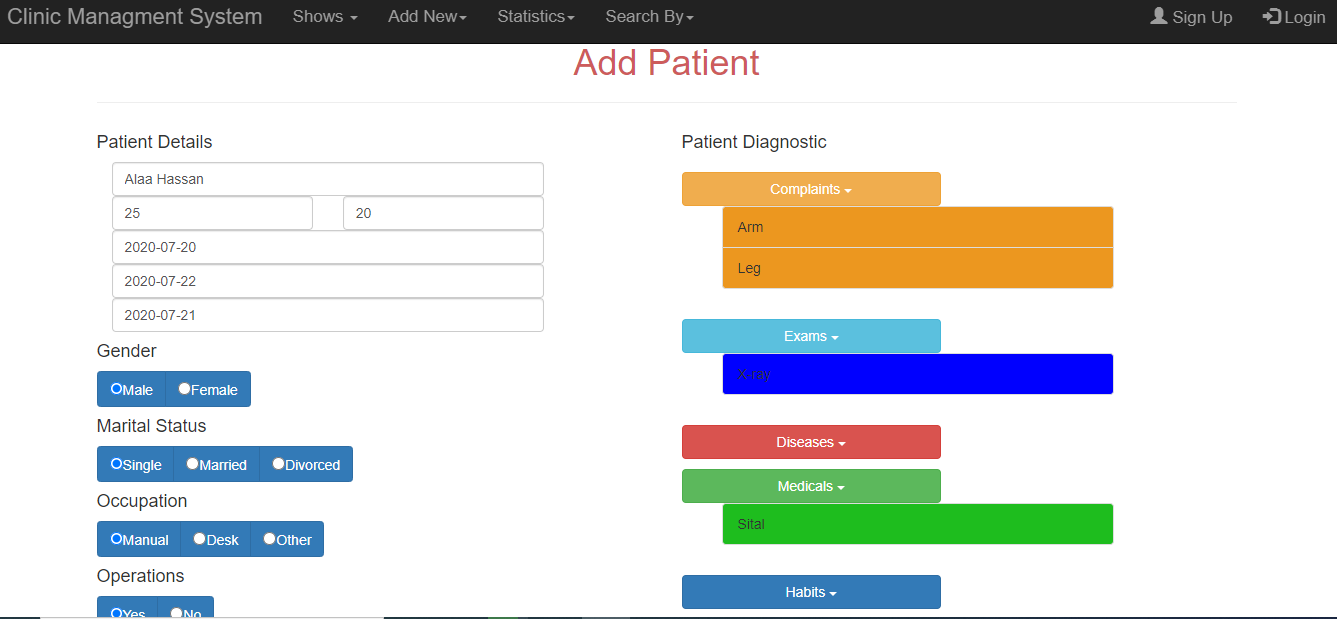 Clinic Managment System Shows Add New Statistics Search By Sign Up Login
Add Patient
Patient Details
Alaa Hassan
25 20
2020-07-20
2020-07-22
2020-07-21
Gender
Male Female
Marital Status
Single Married Divorced
Occupation
Manual Desk Other
Operations
Yes No
Patient Diagnostic
Complaints
Arm
Leg
Exams
X-ray
Diseases
Medicals
Sital
Habits